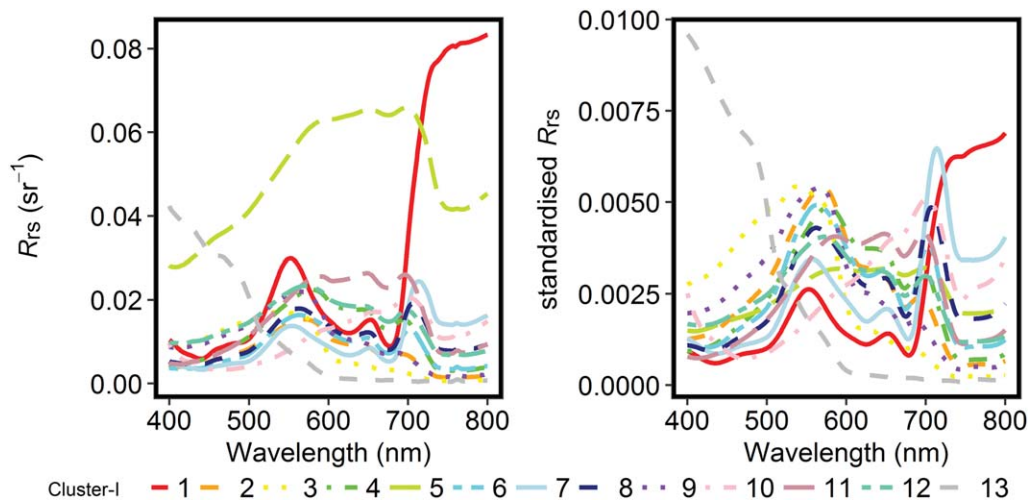 0.08
0.06
0.04
0.02
0.00
Rrs (sr−1)
400 500 600 700 800
Wavelength (nm)
0.0100
0.0075
0.0050
0.0025
0.0000
standardised Rrs
400 500 600 700 800
Wavelength (nm)
Cluster-I 1 2 3 4 5 6 7 8 9 10 11 12 13